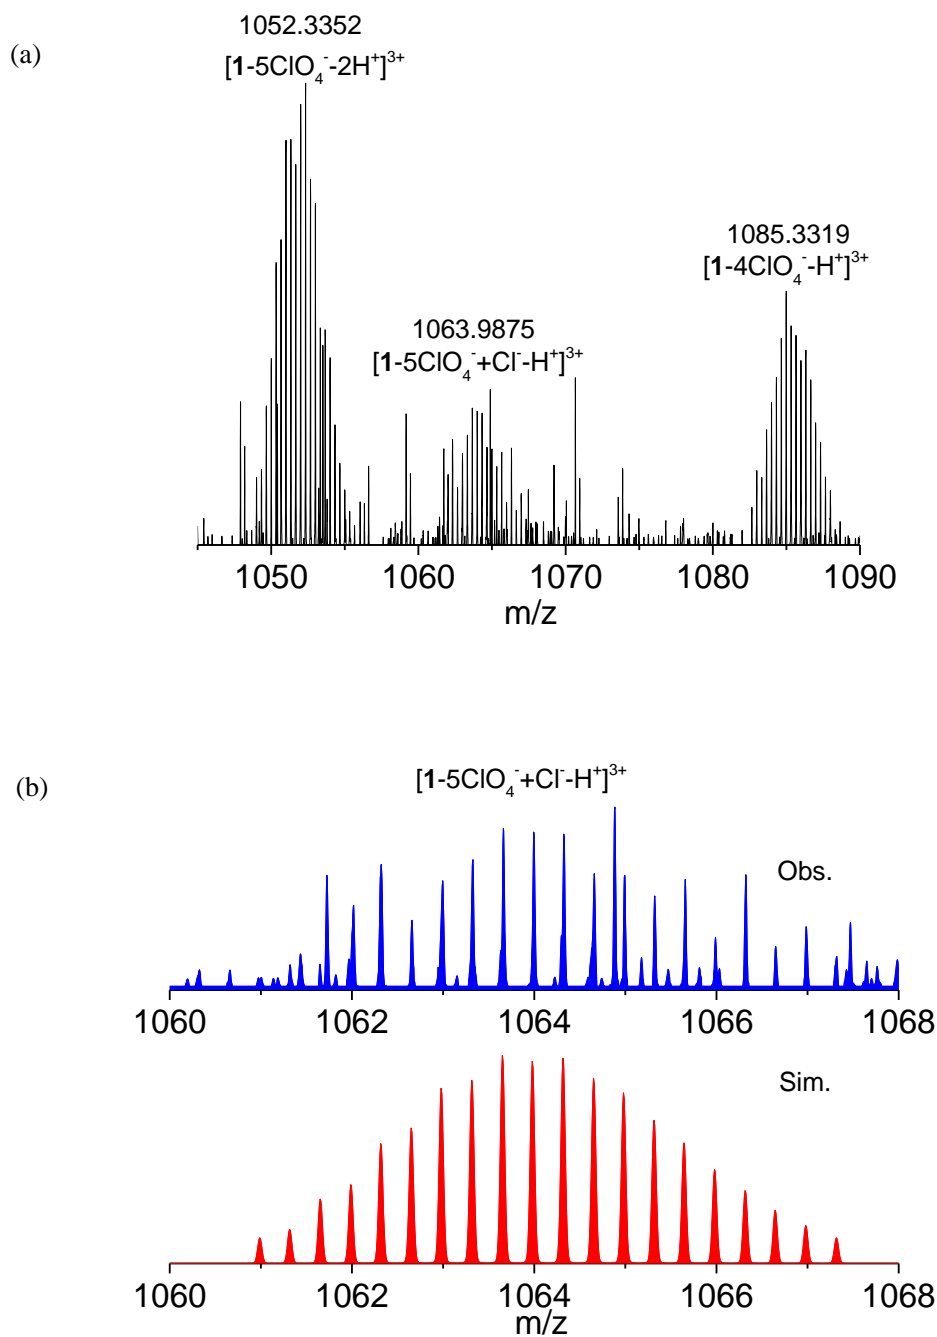 (a)
1052.3352
[1-5ClO4--2H+]3+
1085.3319
[1-4ClO4--H+]3+
1063.9875
[1-5ClO4-+Cl--H+]3+
1050 1060 1070 1080 1090
m/z
(b)
[1-5ClO4-+Cl--H+]3+
Obs.
1060 1062 1064 1066 1068
Sim.
1060 1062 1064 1066 1068
m/z